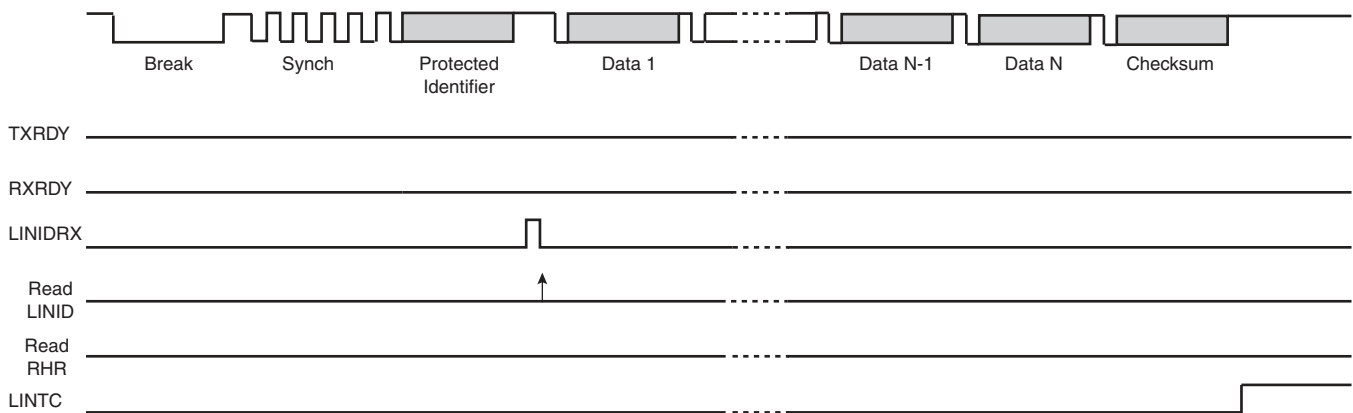 Break
Synch
Protected
Identifier
Data 1
Data N-1
Data N
Checksum
TXRDY
RXRDY
LINIDRX
Read
LINID
Read
RHR
LINTC